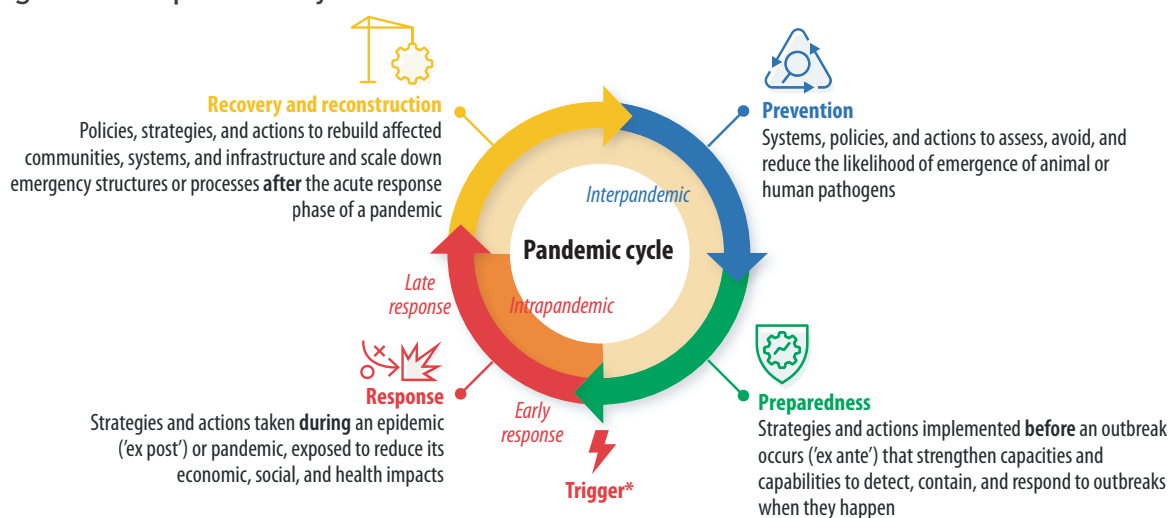 Recovery and reconstruction
Policies, strategies, and actions to rebuild affected
communities, systems, and infrastructure and scale down
emergency structures or processes after the acute response
phase of a pandemic
Prevention
Systems, policies, and actions to assess, avoid, and
reduce the likelihood of emergence of animal or
human pathogens
Interpandemic
Pandemic cycle
Late
response
Intrapandemic
Response
Strategies and actions taken during an epidemic
('ex post') or pandemic, exposed to reduce its
economic, social, and health impacts
Early
response
Trigger*
Preparedness
Strategies and actions implemented before an outbreak
occurs ('ex ante') that strengthen capacities and
capabilities to detect, contain, and respond to outbreaks
when they happen